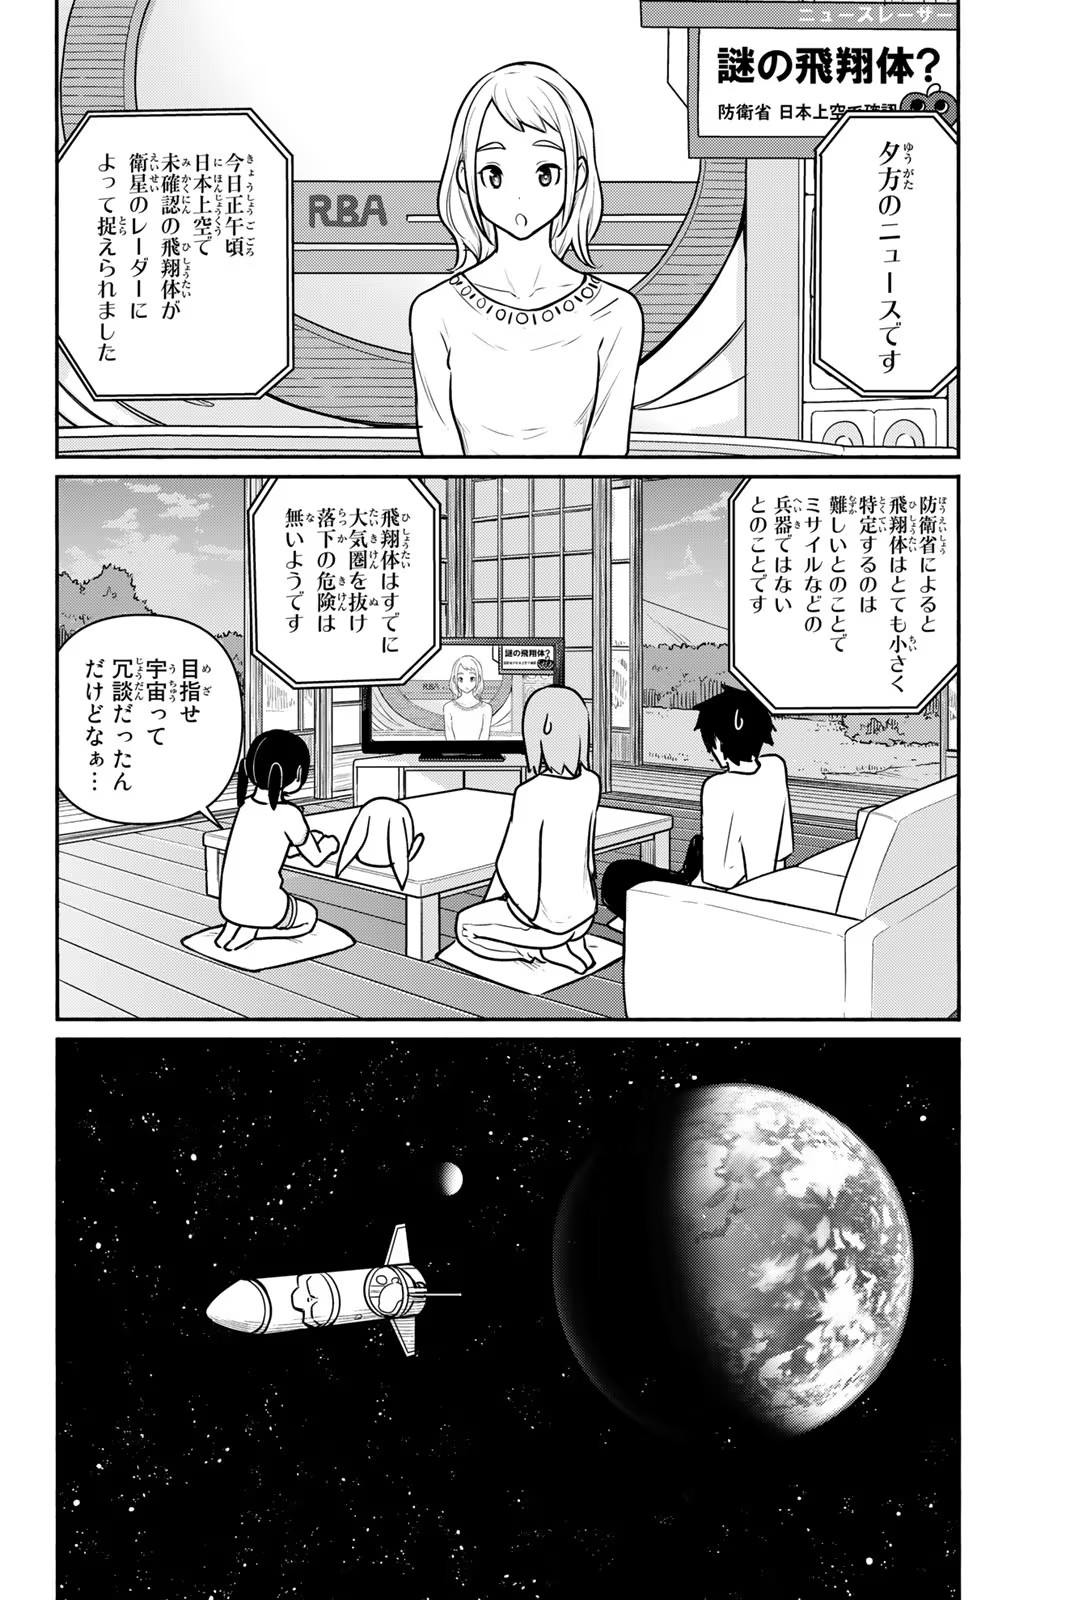 ニュースレーサー
謎の飛翔体?
防衛省 日本上空で確認
夕方のニュースです
RBA
今日正午頃
日本上空で
未確認の飛翔体が
衛星のレーダーに
よって捉えられました
防衛省によると
飛翔体はとても小さく
特定するのは
難しいとのことで
ミサイルなどの
兵器ではない
とのことです
飛翔体はすでに
大気圏を抜け
落下の危険は
無いようです
謎の飛翔体?
RBA
目指せ
宇宙って
冗談だったん
だけどなぁ…